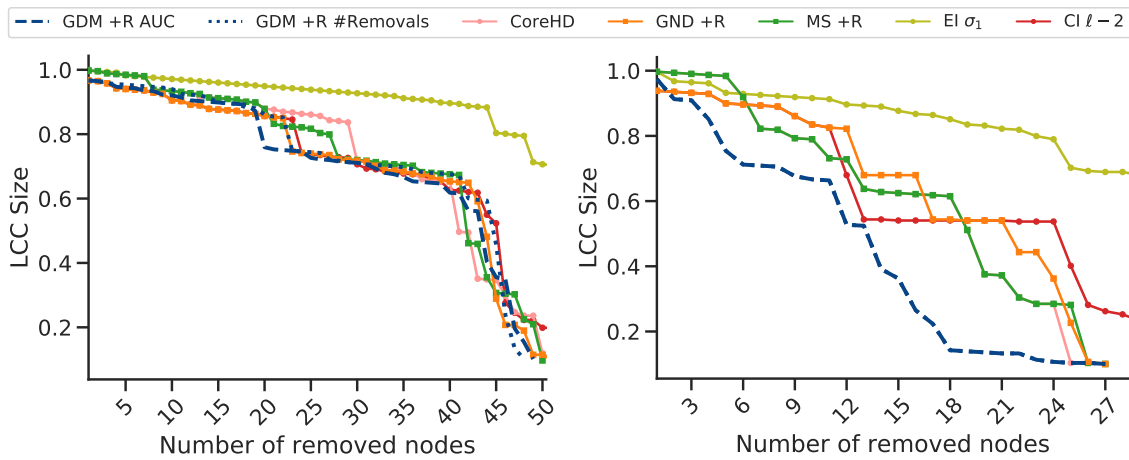 GDM +R AUC GDM +R #Removals CoreHD GND +R MS +R EI σ₁ CI ℓ − 2
LCC Size
1.0
0.8
0.6
0.4
0.2
5 10 15 20 25 30 35 40 45 50
Number of removed nodes
LCC Size
1.0
0.8
0.6
0.4
0.2
3 6 9 12 15 18 21 24 27
Number of removed nodes